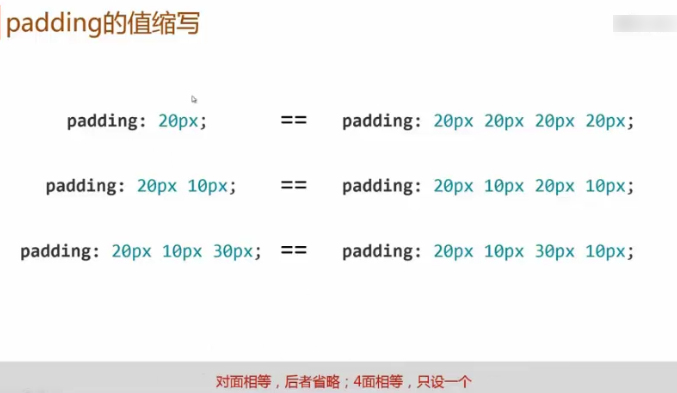 padding的值缩写
padding: 20px; == padding: 20px 20px 20px 20px;
padding: 20px 10px; == padding: 20px 10px 20px 10px;
padding: 20px 10px 30px; == padding: 20px 10px 30px 10px;
对面相等，后者省略；4面相等，只设一个